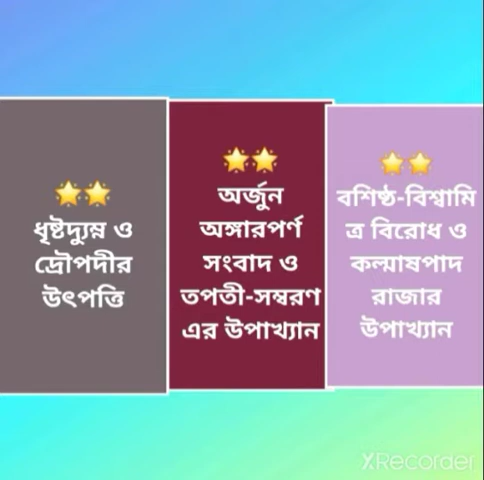 ⭐⭐
ধৃষ্টদ্যুম্ন ও
দ্রৌপদীর
উৎপত্তি
⭐⭐
অর্জুন
অঙ্গারপর্ণ
সংবাদ ও
তপতী-সম্বরণ
এর উপাখ্যান
⭐⭐
বশিষ্ঠ-বিশ্বামি
ত্র বিরোধ ও
কল্মাষপাদ
রাজার
উপাখ্যান
XRecorder